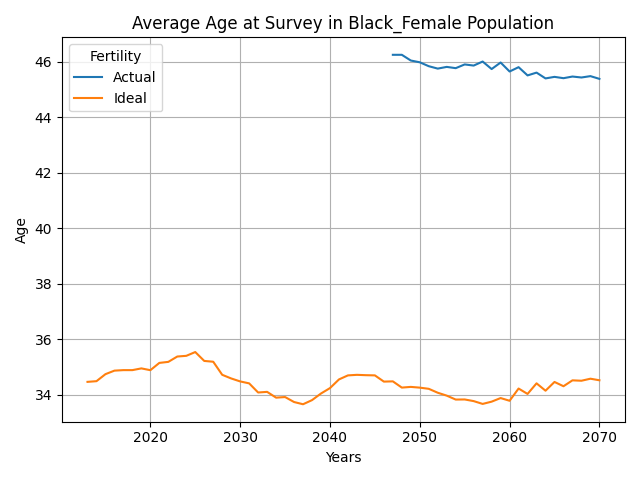 Average Age at Survey in Black_Female Population
Fertility
Actual
Ideal
46
44
42
40
38
36
34
Age
2020 2030 2040 2050 2060 2070
Years